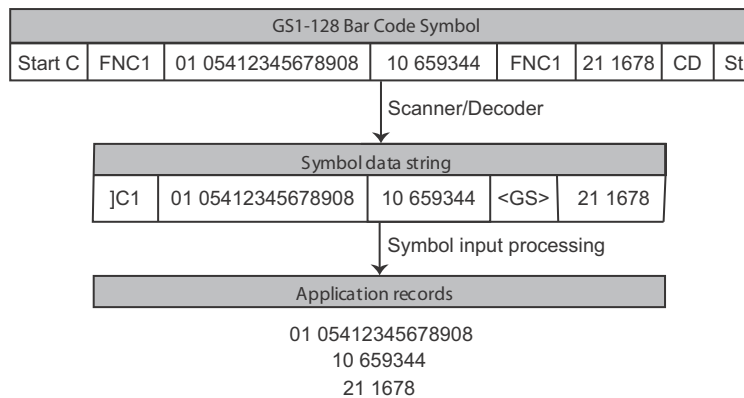 GS1-128 Bar Code Symbol
Start C FNC1 01 05412345678908 10 659344 FNC1 21 1678 CD St
Scanner/Decoder
Symbol data string
]C1 01 05412345678908 10 659344 <GS> 21 1678
Symbol input processing
Application records
01 05412345678908
10 659344
21 1678